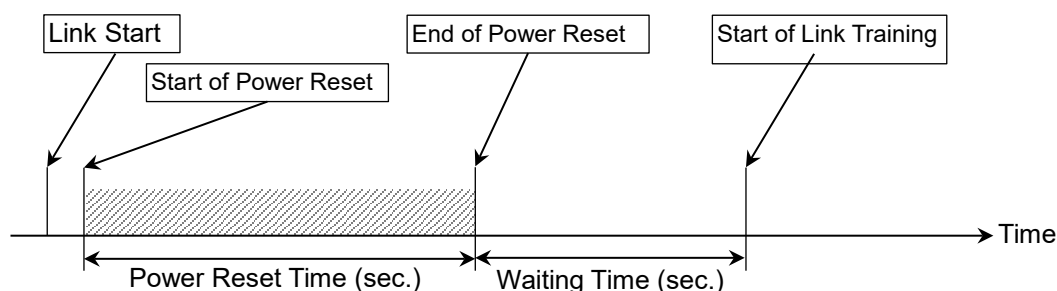 Link Start
Start of Power Reset
End of Power Reset
Start of Link Training
Time
Power Reset Time (sec.)
Waiting Time (sec.)